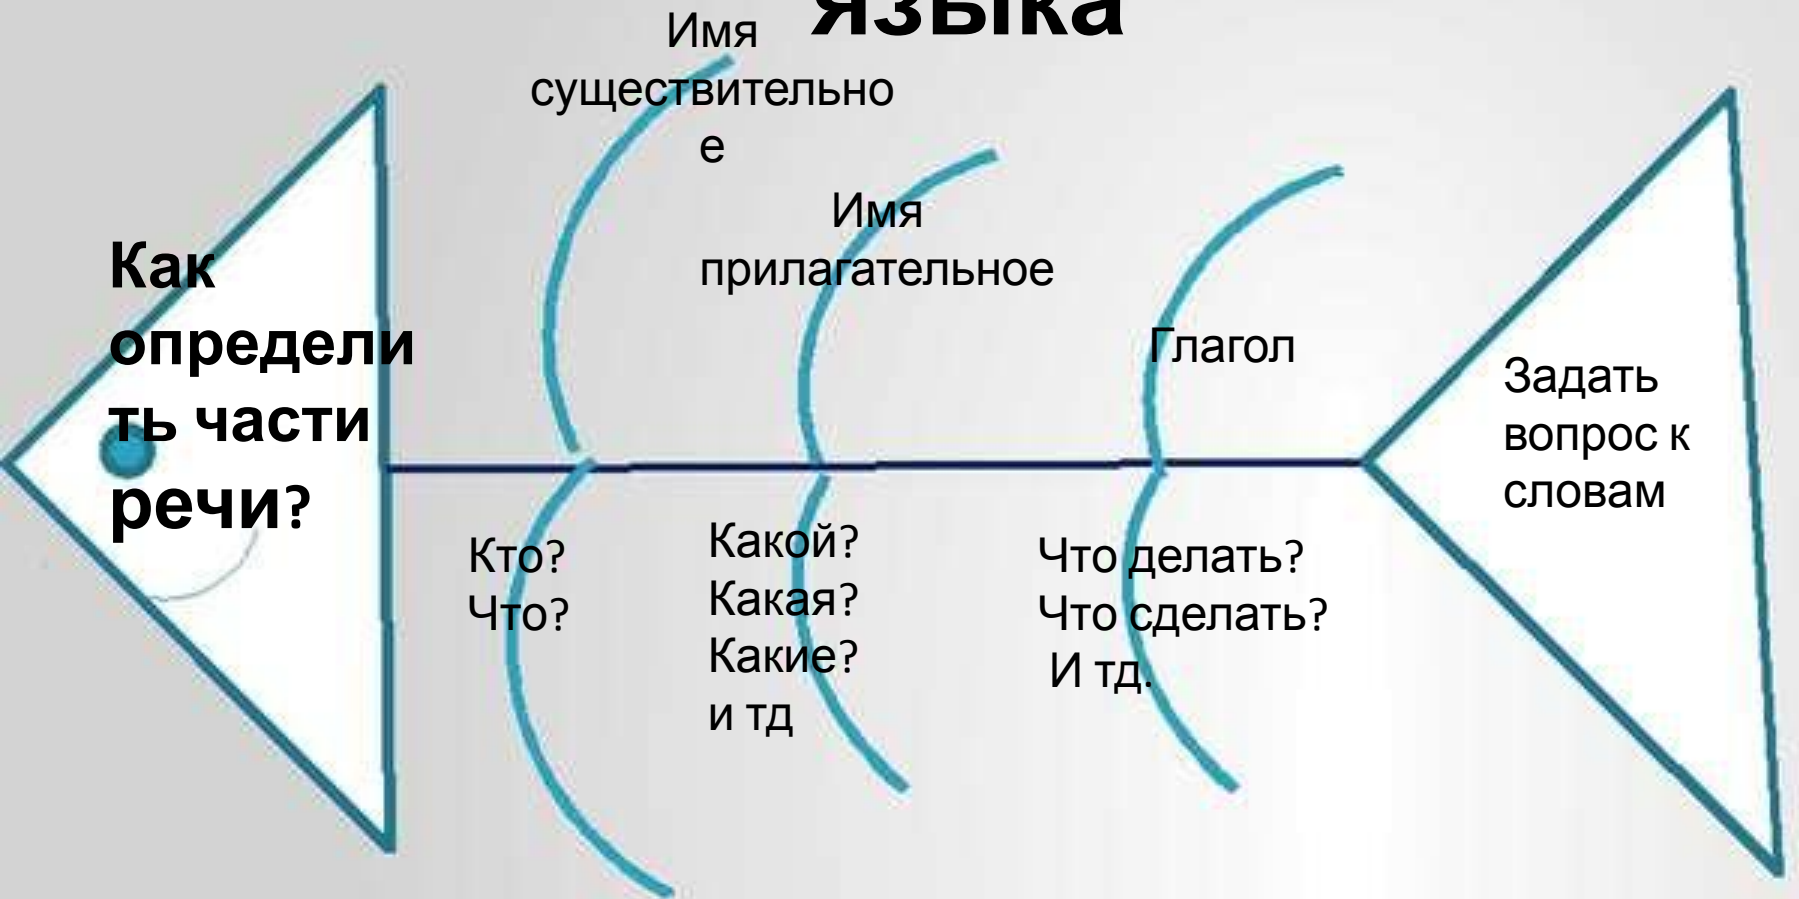 языка
Имя
существительно
е
Имя
прилагательное
Глагол
Как
определи
ть части
речи?
Задать
вопрос к
словам
Кто?
Что?
Какой?
Какая?
Какие?
и тд
Что делать?
Что сделать?
И тд.